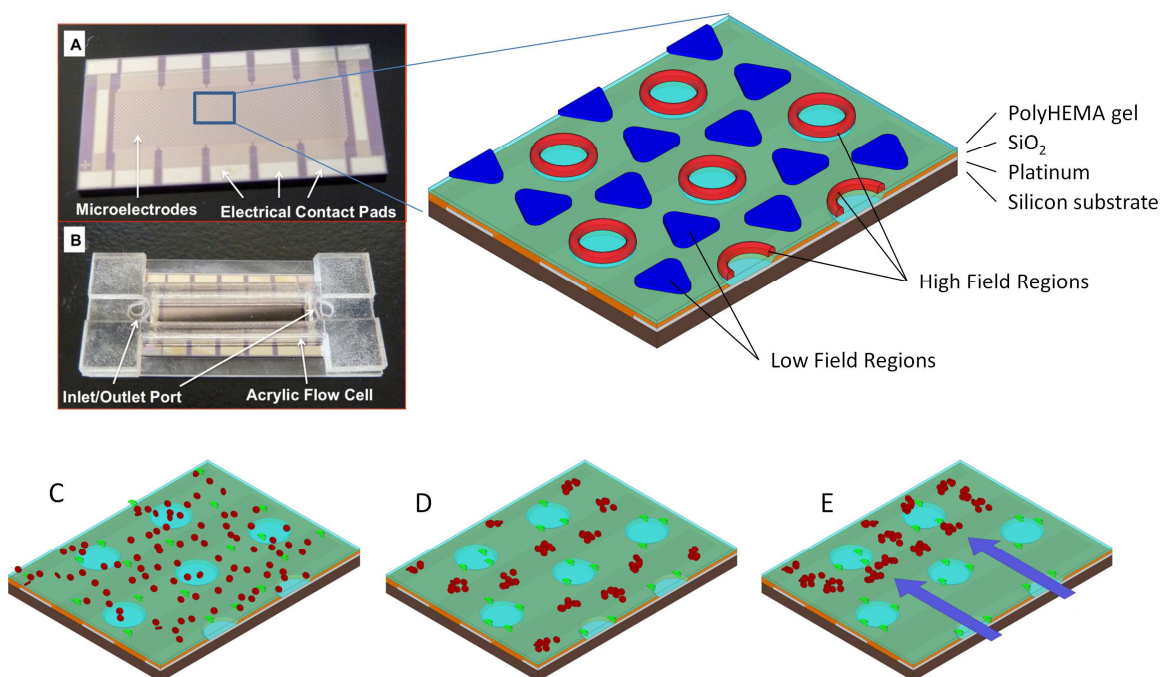 A
Microelectrodes
Electrical Contact Pads
B
Inlet/Outlet Port
Acrylic Flow Cell
PolyHEMA gel
SiO₂
Platinum
Silicon substrate
High Field Regions
Low Field Regions
C
D
E